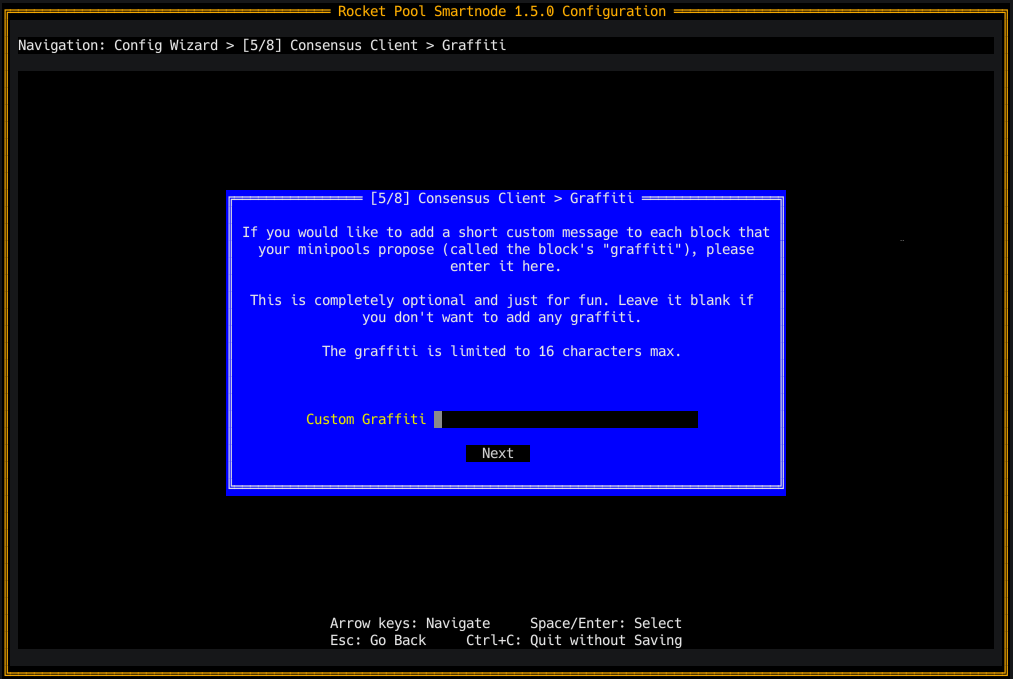 Rocket Pool Smartnode 1.5.0 Configuration
Navigation: Config Wizard > [5/8] Consensus Client > Graffiti
[5/8] Consensus Client > Graffiti
If you would like to add a short custom message to each block that
your minipools propose (called the block's "graffiti"), please
enter it here.
This is completely optional and just for fun. Leave it blank if
you don't want to add any graffiti.
The graffiti is limited to 16 characters max.
Custom Graffiti
Next
Arrow keys: Navigate     Space/Enter: Select
Esc: Go Back     Ctrl+C: Quit without Saving